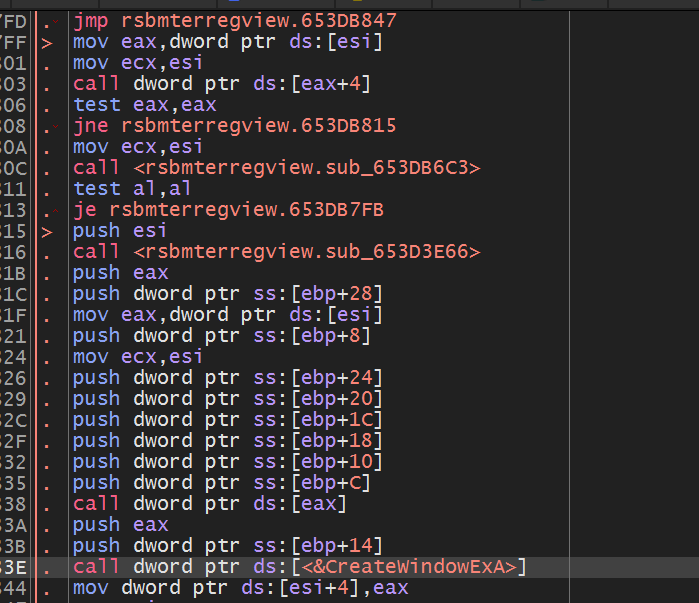 7FD . jmp rsbmterregview.653DB847
7FF > mov eax,dword ptr ds:[esi]
801 . mov ecx,esi
803 . call dword ptr ds:[eax+4]
806 . test eax,eax
808 . jne rsbmterregview.653DB815
80A . mov ecx,esi
80C . call <rsbmterregview.sub_653DB6C3>
811 . test al,al
813 . je rsbmterregview.653DB7FB
815 > push esi
816 . call <rsbmterregview.sub_653D3E66>
81B . push eax
81C . push dword ptr ss:[ebp+28]
81F . mov eax,dword ptr ds:[esi]
821 . push dword ptr ss:[ebp+8]
824 . mov ecx,esi
826 . push dword ptr ss:[ebp+24]
829 . push dword ptr ss:[ebp+20]
82C . push dword ptr ss:[ebp+1C]
82F . push dword ptr ss:[ebp+18]
832 . push dword ptr ss:[ebp+10]
835 . push dword ptr ss:[ebp+C]
838 . call dword ptr ds:[eax]
83A . push eax
83B . push dword ptr ss:[ebp+14]
83E . call dword ptr ds:[<&CreateWindowExA>]
844 . mov dword ptr ds:[esi+4],eax